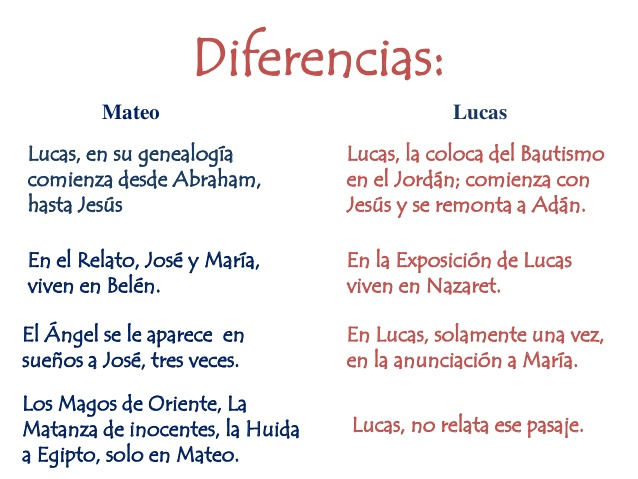 Diferencias:
Mateo
Lucas
Lucas, en su genealogía
comienza desde Abraham,
hasta Jesús
Lucas, la coloca del Bautismo
en el Jordán; comienza con
Jesús y se remonta a Adán.
En el Relato, José y María,
viven en Belén.
En la Exposición de Lucas
viven en Nazaret.
El Ángel se le aparece en
sueños a José, tres veces.
En Lucas, solamente una vez,
en la anunciación a María.
Los Magos de Oriente, La
Matanza de inocentes, la Huida
a Egipto, solo en Mateo.
Lucas, no relata ese pasaje.